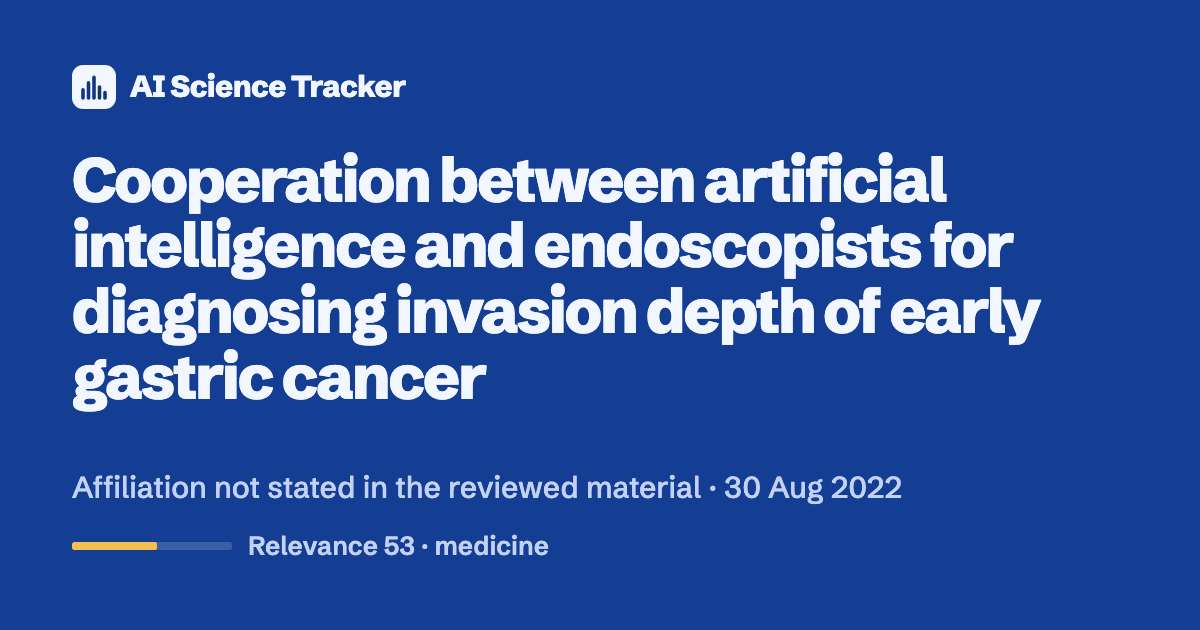 AI Science Tracker
Cooperation between artificial
intelligence and endoscopists for
diagnosing invasion depth of early
gastric cancer
Affiliation not stated in the reviewed material · 30 Aug 2022
Relevance 53 · medicine